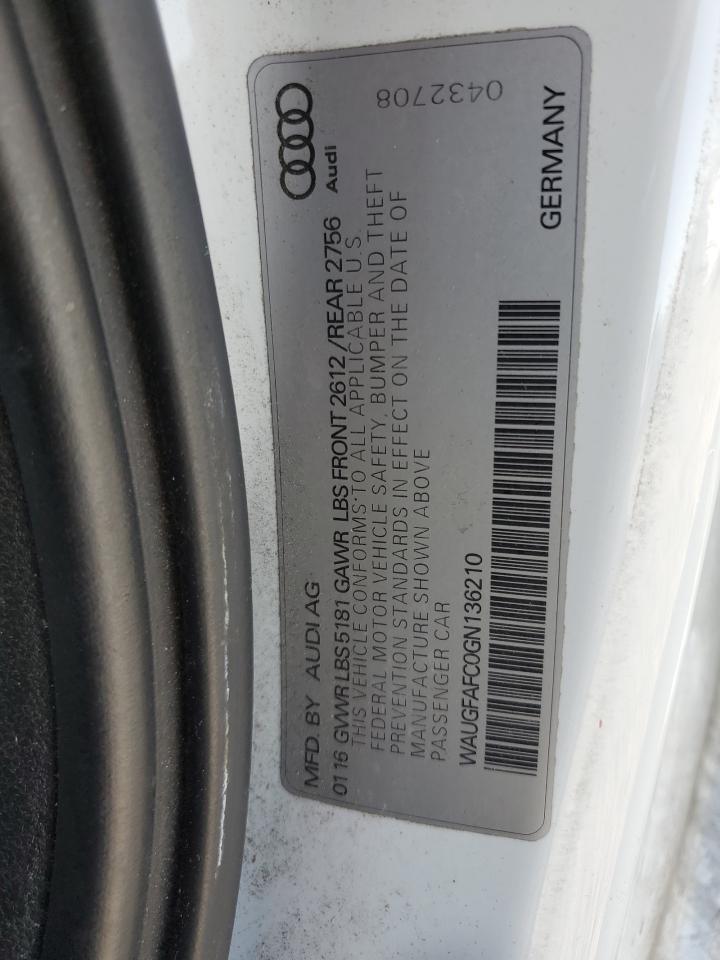 MFD. BY AUDI AG
0116 GVWR LBS 5181 GAWR LBS FRONT 2612/REAR 2756
THIS VEHICLE CONFORMS TO ALL APPLICABLE U.S.
FEDERAL MOTOR VEHICLE SAFETY, BUMPER AND THEFT
PREVENTION STANDARDS IN EFFECT ON THE DATE OF
MANUFACTURE SHOWN ABOVE
PASSENGER CAR
WAUGFAFC0GN136210
Audi
0432708
GERMANY